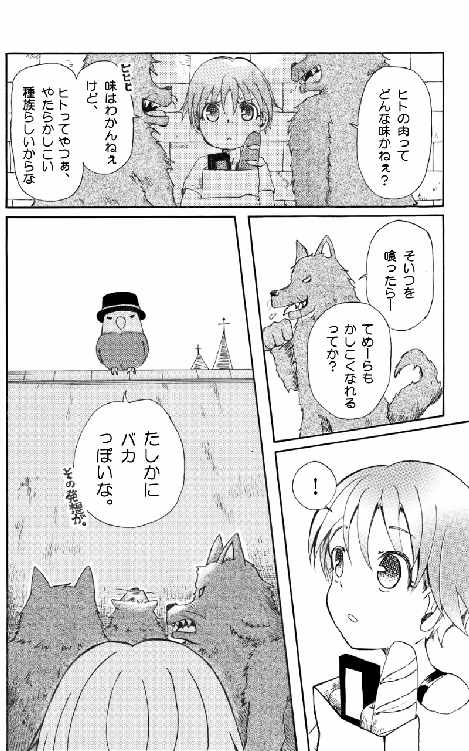 ヒトの肉って
どんな味かねぇ？
ヒヒヒ
味はわかんねぇ
けど、
ヒトってやつぁ、
やたらかしこい
種族らしいからな
そいつを
喰ったらー
てめーらも
かしこくなれる
ってか？
！
たしかに
バカ
っぽいな。
その発想が。